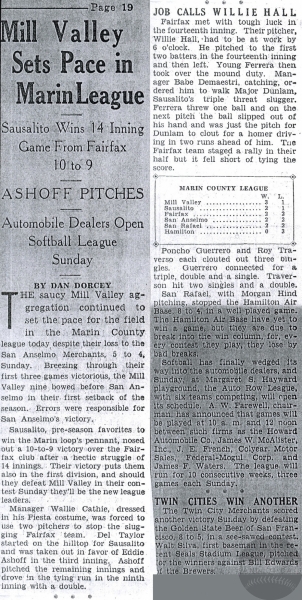 Page 19
Mill Valley
Sets Pace in
Marin League
Sausalito Wins 14 Inning
Game From Fairfax
10 to 9
ASHOFF PITCHES
Automobile Dealers Open
Softball League
Sunday
BY DAN DORCEY
THE saucy Mill Valley ag-
gregation continued to
set the pace for the field
in the Marin County
league today despite their loss to the
San Anselmo Merchants, 5 to 4,
Sunday. Breezing through their
first three games victorious, the Mill
Valley nine bowed before San An-
selmo in their first setback of the
season. Errors were responsible for
San Anselmo's victory.
Sausalito, pre-season favorites to
win the Marin loop's pennant, nosed
out a 10-to-9 victory over the Fair-
fax club after a hectic struggle of
14 innings. Their victory puts them
also in the first division, and should
they defeat Mill Valley in their con-
test Sunday they'll be the new league
leaders.
Manager Wallie Cathie, dressed
in his Fiesta costume, was forced to
use two pitchers to stop the slug-
ging Fairfax team. Del Taylor
started on the hilltop for Sausalito
and was taken out in favor of Eddie
Ashoff in the third inning. Ashoff
pitched the remaining innings and
drove in the tying run in the ninth
inning with a double.
JOB CALLS WILLIE HALL
Fairfax met with tough luck in
the fourteenth inning. Their pitcher,
Willie Hall, had to be at work by
6 o'clock. He pitched to the first
two batters in the fourteenth inning
and then left. Young Ferrera then
took over the mound duty. Man-
ager Babe Demaestri, catching, or-
dered him to walk Major Dunlam,
Sausalito's triple threat slugger.
Ferrera threw one ball and on the
next pitch the ball slipped out of
his hand and was just the pitch for
Dunlam to clout for a homer driv-
ing in two runs ahead of him. The
Fairfax team staged a rally in their
half but it fell short of tying the
score.
MARIN COUNTY LEAGUE
W. L.
Mill Valley
Sausalito
Fairfax
San Anselmo
San Rafael
Hamilton
Poncho Guerrero and Roy Tra-
verso each clouted out three bin-
gles. Guerrero connected for a
triple, double and a single. Traver-
son hit two singles and a double.
San Rafael, with Morgan Hind
pitching, stopped the Hamilton Air
Base 8 to 4 in a well-played game.
The Hamilton Air Base have yet to
win a game, but they are due to
break into the win column, for ev-
ery contest they play they lose by
bad breaks.
Softball has finally wedged its
way into the automobile dealers, and
Sunday, at Margaret S. Hayward
playground, the Auto Row League,
with six teams competing, will open
its schedule. A. W. Farewell, chair-
man, has announced that games will
be played at 10 a. m. and 12 noon
between such firms as the Howard
Automobile Co., James W. McAlister,
Inc., J. E. French, Colyear Motor
Sales, Federal-Mogul Corp. and
James F. Waters. The league will
run for 10 consecutive weeks, three
games each Sunday.
TWIN CITIES WIN ANOTHER
The Twin City Merchants scored
another victory Sunday by defeating
the Golden State Beer of San Fran-
cisco, 8 to 5, in a see-sawed contest.
Walt Silva, first baseman in the re-
cent Seals Stadium League, pitched
for the winners against Bill Edwards
of the Brewers.